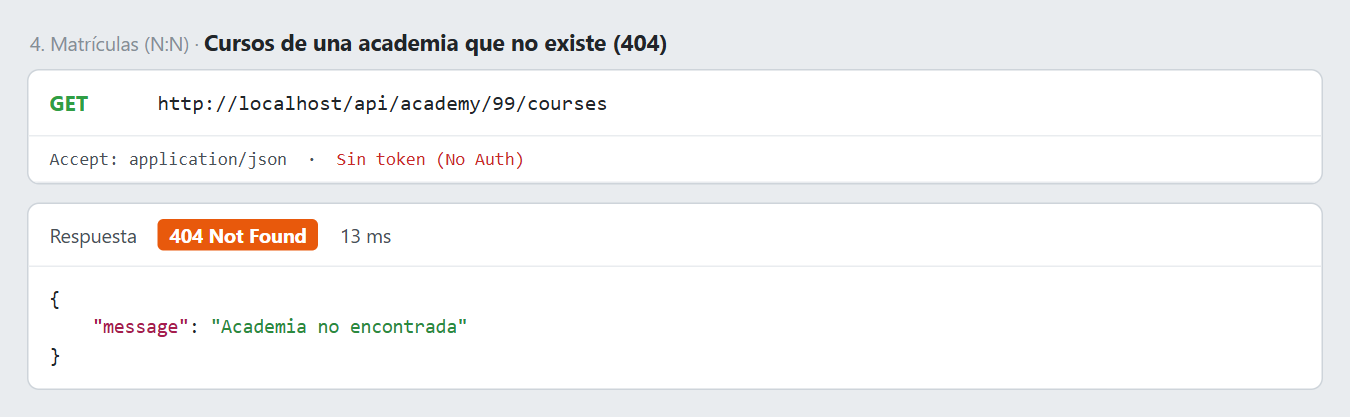 4. Matrículas (N:N) · Cursos de una academia que no existe (404)
GET http://localhost/api/academy/99/courses
Accept: application/json · Sin token (No Auth)
Respuesta 404 Not Found 13 ms
{
"message": "Academia no encontrada"
}